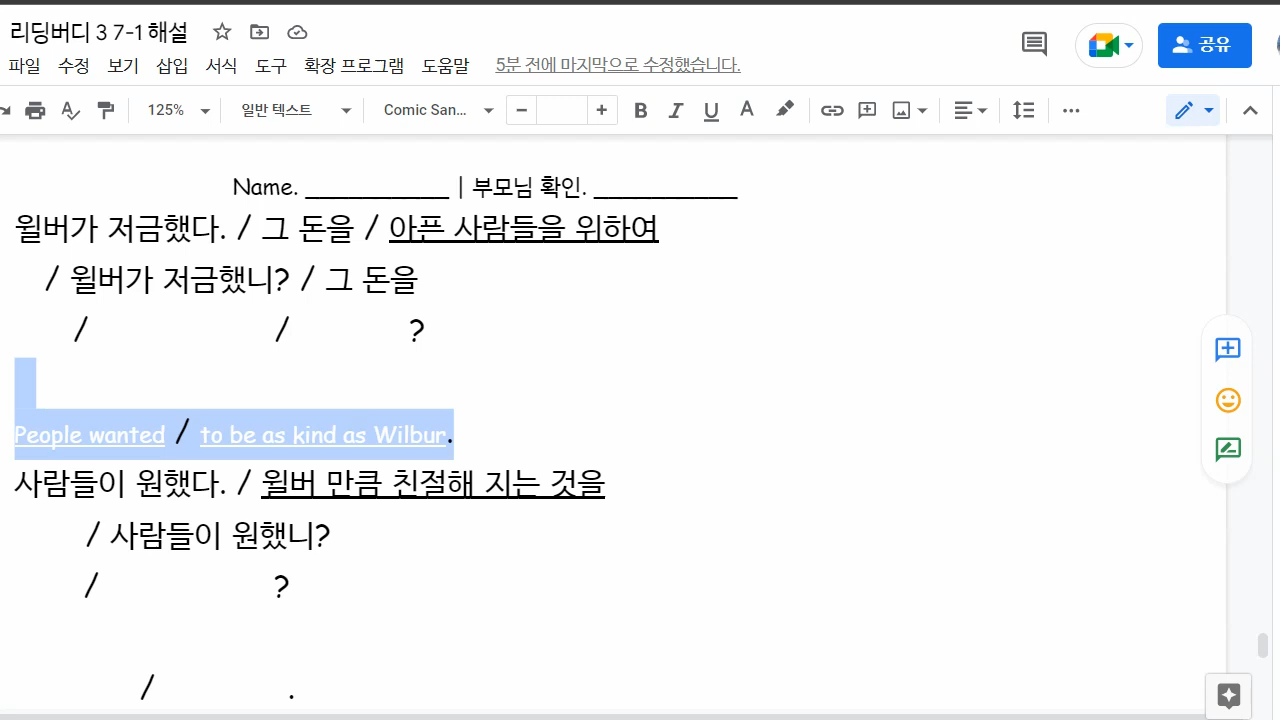 리딩버디 3 7-1 해설
파일 수정 보기 삽입 서식 도구 확장 프로그램 도움말 5분 전에 마지막으로 수정했습니다.
공유
125% 일반 텍스트 Comic San... − + B I U A
Name. ___________ | 부모님 확인. ___________
윌버가 저금했다. / 그 돈을 / 아픈 사람들을 위하여
/ 윌버가 저금했니? / 그 돈을
/ / ?
People wanted / to be as kind as Wilbur.
사람들이 원했다. / 윌버 만큼 친절해 지는 것을
/ 사람들이 원했니?
/ ?
/ .